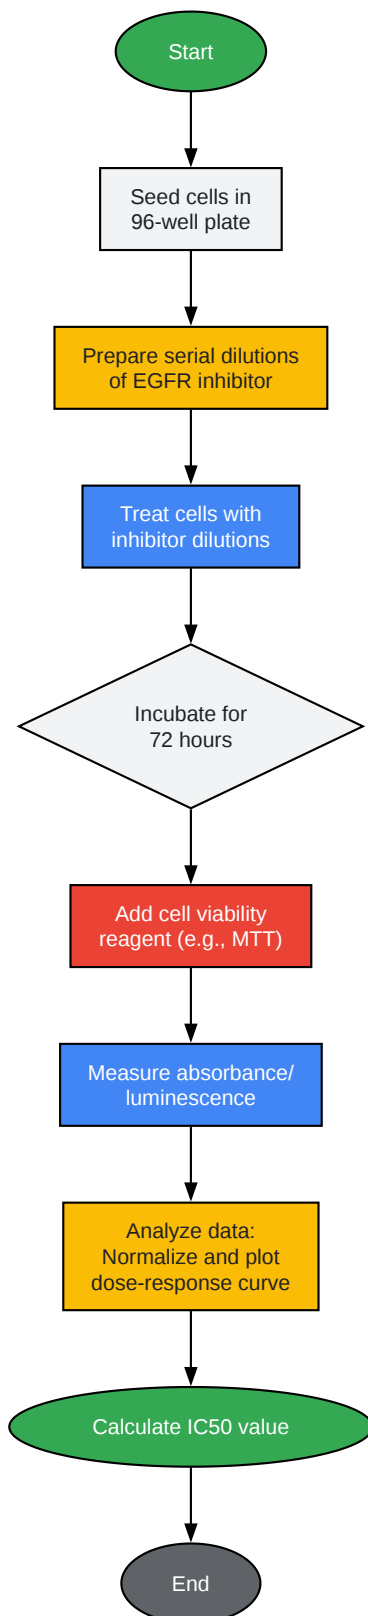 Start
Seed cells in
96-well plate
Prepare serial dilutions
of EGFR inhibitor
Treat cells with
inhibitor dilutions
Incubate for
72 hours
Add cell viability
reagent (e.g., MTT)
Measure absorbance/
luminescence
Analyze data:
Normalize and plot
dose-response curve
Calculate IC50 value
End